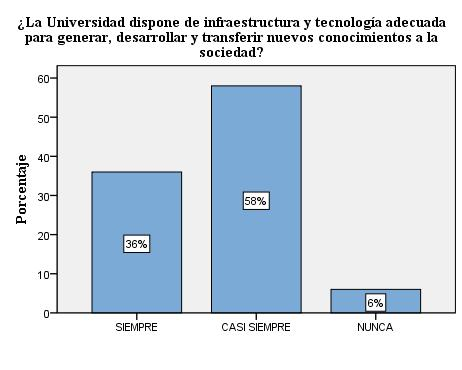 ¿La Universidad dispone de infraestructura y tecnología adecuada
para generar, desarrollar y transferir nuevos conocimientos a la
sociedad?
Porcentaje
60
50
40
30
20
10
0
36%
58%
6%
SIEMPRE
CASI SIEMPRE
NUNCA